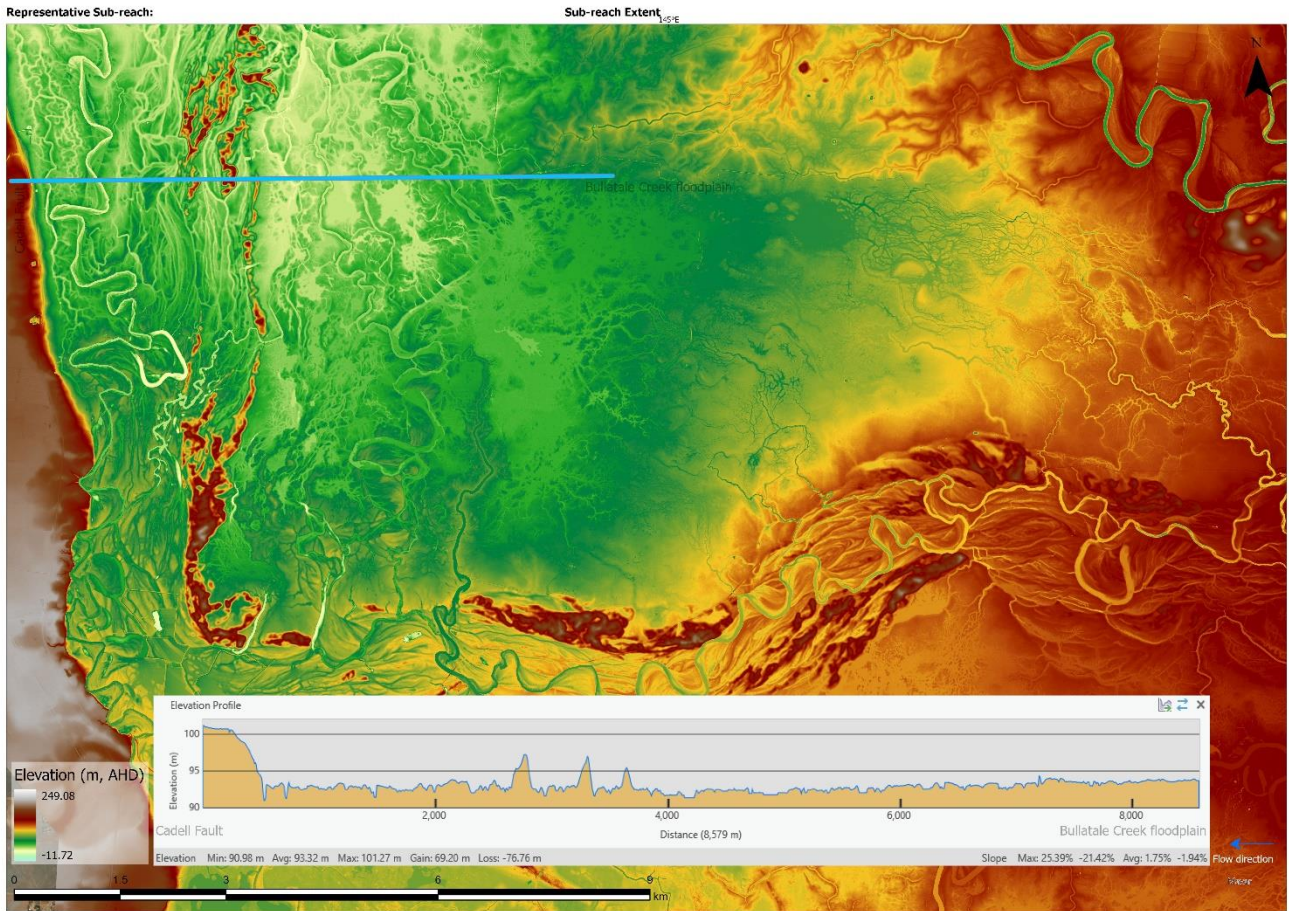 Representative Sub-reach:
Sub-reach Extent
145°E
N
Bullatale Creek floodplain
Elevation Profile
100
95
90
Elevation (m)
2,000
4,000
6,000
8,000
Cadell Fault
Distance (8,579 m)
Bullatale Creek floodplain
Elevation Min: 90.98 m Avg: 93.32 m Max: 101.27 m Gain: 69.20 m Loss: -76.76 m
Slope Max: 25.39% -21.42% Avg: 1.75% -1.94%
Flow direction
Elevation (m, AHD)
249.08
-11.72
0
1.5
3
6
9
km